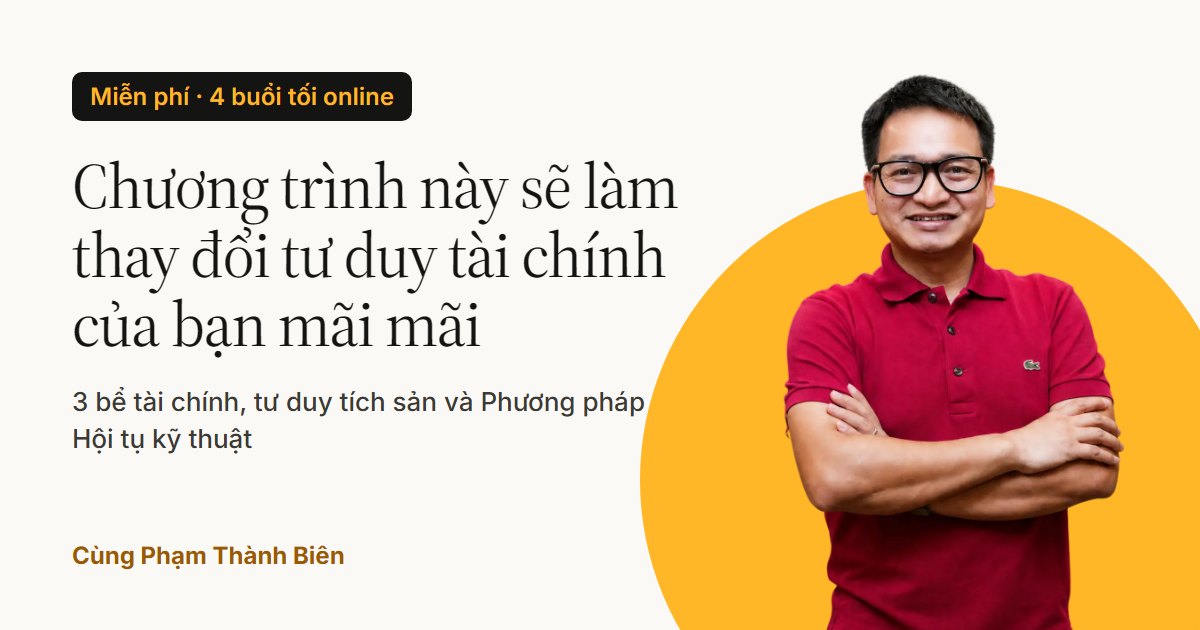 Miễn phí · 4 buổi tối online
Chương trình này sẽ làm
thay đổi tư duy tài chính
của bạn mãi mãi
3 bể tài chính, tư duy tích sản và Phương pháp
Hội tụ kỹ thuật
Cùng Phạm Thành Biên